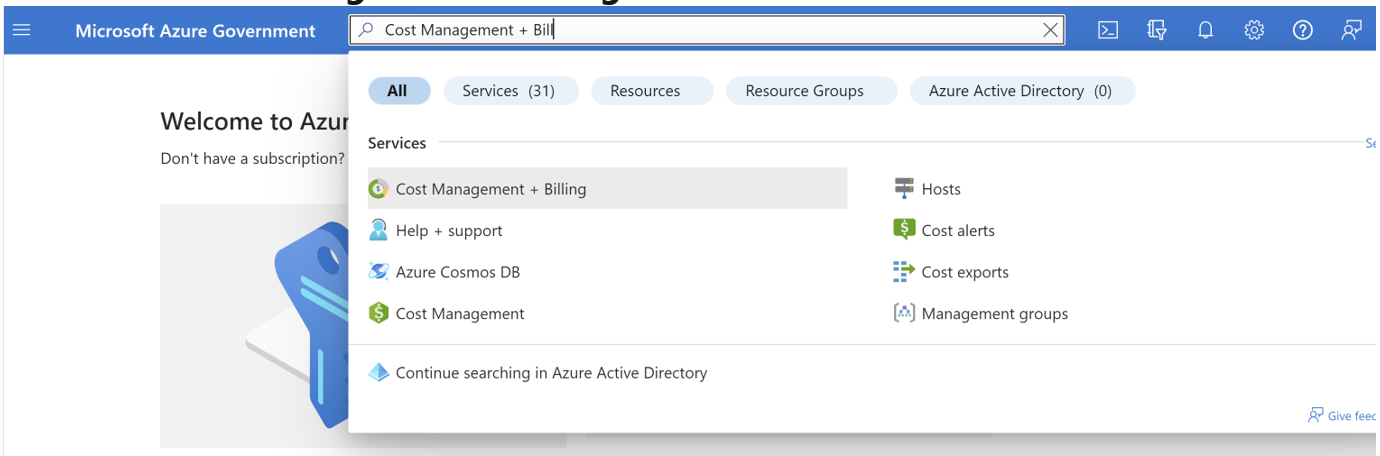 Microsoft Azure Government
Cost Management + Bill
All
Services (31)
Resources
Resource Groups
Azure Active Directory (0)
Welcome to Azur
Don't have a subscription?
Services
Se
Cost Management + Billing
Hosts
Help + support
Cost alerts
Azure Cosmos DB
Cost exports
Cost Management
Management groups
Continue searching in Azure Active Directory
Give feed